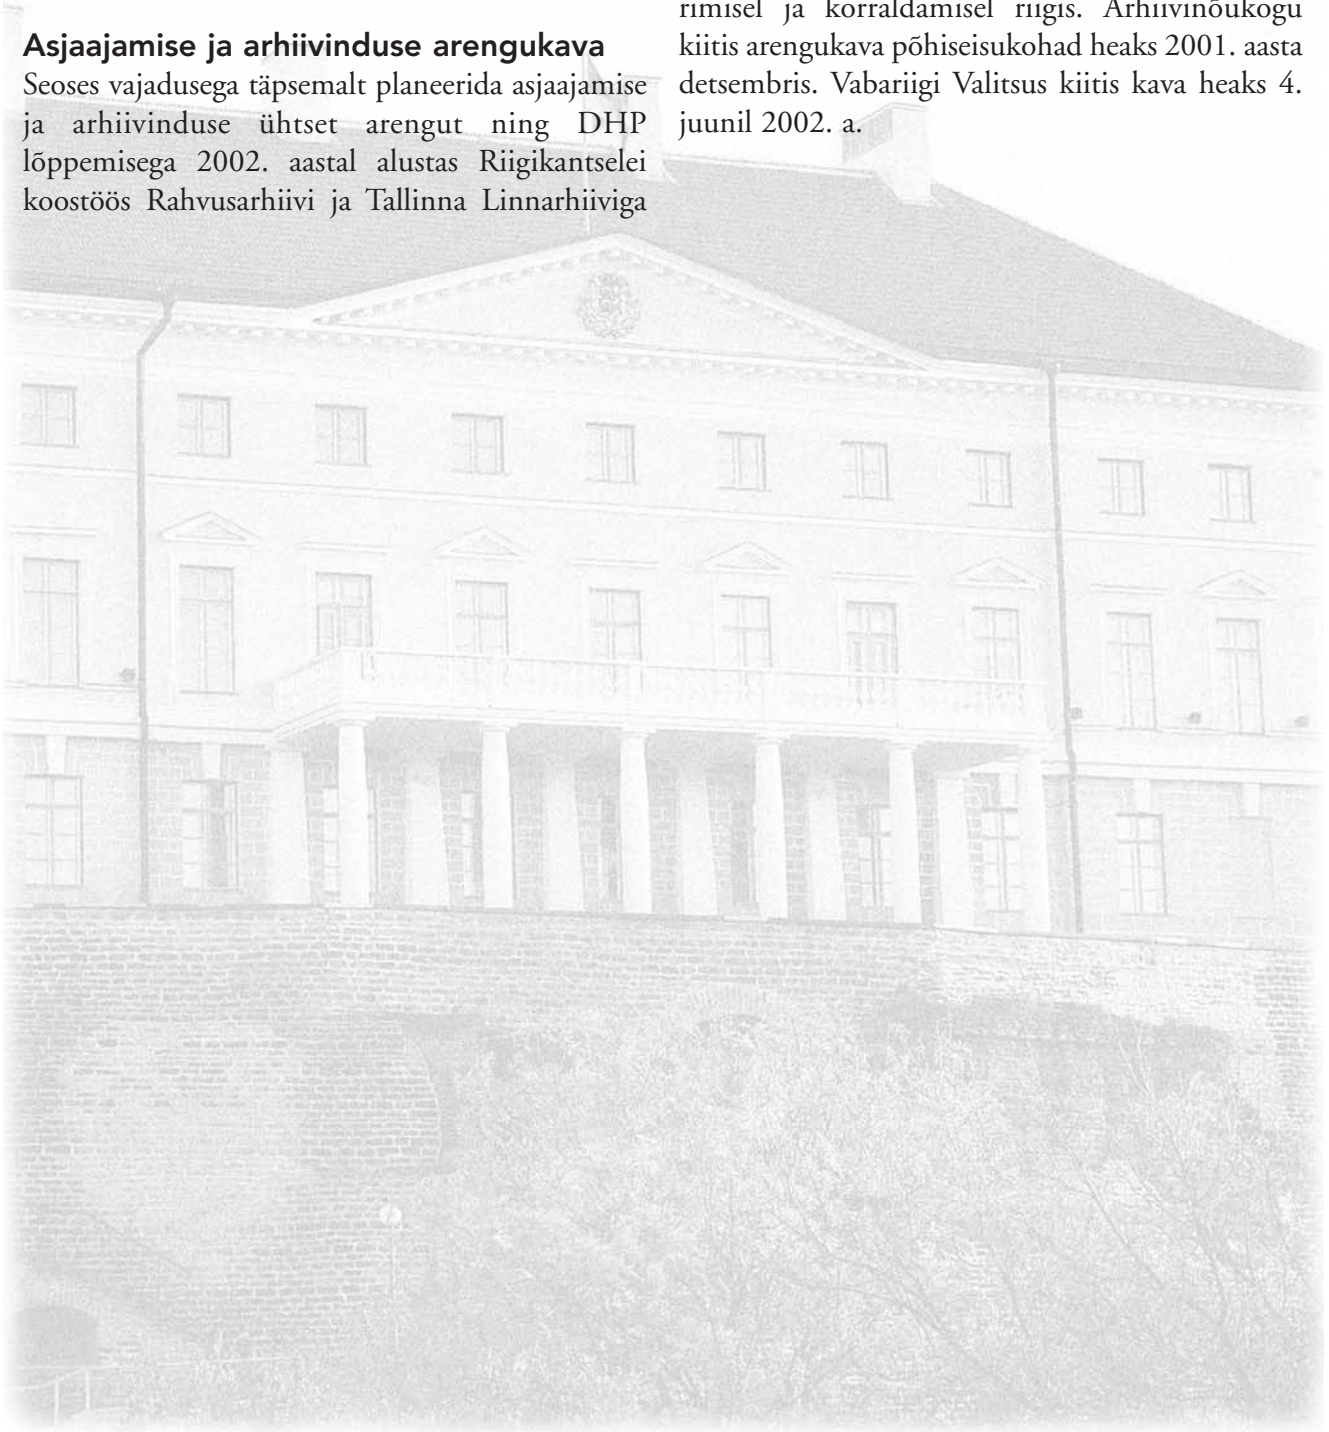 Asjaajamise ja arhiivinduse arengukava
Seoses vajadusega täpsemalt planeerida asjaajamise
ja arhiivinduse ühtset arengut ning DHP
lõppemisega 2002. aastal alustas Riigikantselei
koostöös Rahvusarhiivi ja Tallinna Linnarhiiviga
rimisel ja korraldamisel riigis. Arhiivinõukogu
kiitis arengukava põhiseisukohad heaks 2001. aasta
detsembris. Vabariigi Valitsus kiitis kava heaks 4.
juunil 2002. a.